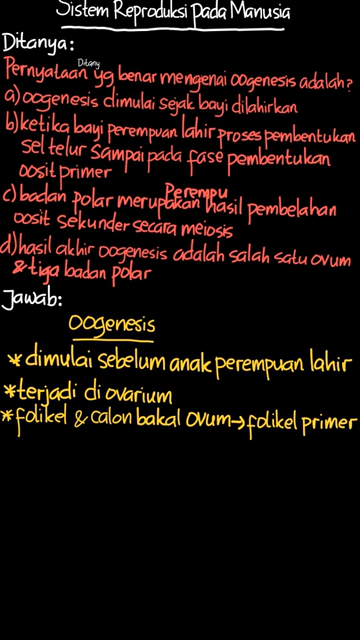 Sistem Reproduksi Pada Manusia
Ditanya:
Ditany
Pernyataan yg benar mengenai oogenesis adalah?
a) oogenesis dimulai sejak bayi dilahirkan
b) ketika bayi perempuan lahir proses pembentukan
sel telur sampai pada fase pembentukan
oosit primer
Perempu
c) badan polar merupakan hasil pembelahan
oosit sekunder secara meiosis
d) hasil akhir oogenesis adalah salah satu ovum
& tiga badan polar
Jawab:
oogenesis
* dimulai sebelum anak perempuan lahir
* terjadi di ovarium
* folikel & calon bakal ovum → folikel primer